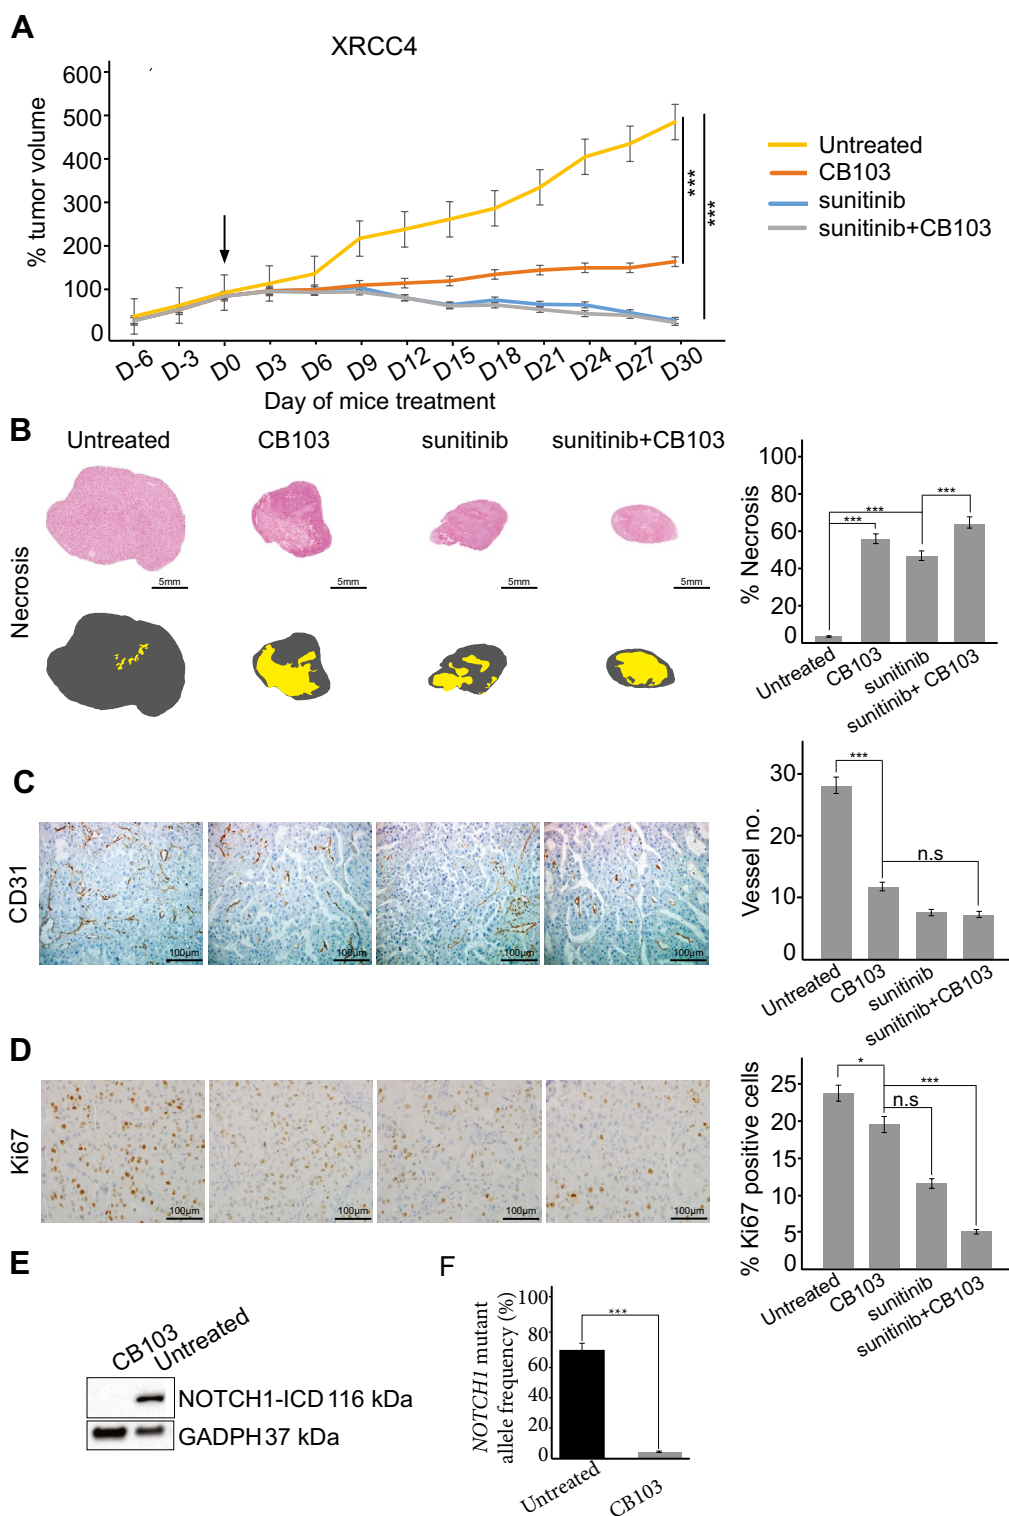 A
XRCC4
% tumor volume
600
500
400
300
200
100
0
D-6 D-3 D0 D3 D6 D9 D12 D15 D18 D21 D24 D27 D30
Day of mice treatment
***
***
Untreated
CB103
sunitinib
sunitinib+CB103
B
Untreated CB103 sunitinib sunitinib+CB103
Necrosis
5mm 5mm 5mm 5mm
% Necrosis
100
80
60
40
20
0
***
***
***
Untreated CB103 sunitinib sunitinib+ CB103
C
CD31
100µm 100µm 100µm 100µm
Vessel no.
30
20
10
0
***
n.s
Untreated CB103 sunitinib sunitinib+CB103
D
Ki67
100µm 100µm 100µm 100µm
% Ki67 positive cells
25
20
15
10
5
0
*
***
n.s
Untreated CB103 sunitinib sunitinib+CB103
E
CB103 Untreated
NOTCH1-ICD 116 kDa
GADPH 37 kDa
F
NOTCH1 mutant
allele frequency (%)
100
80
60
40
20
0
***
Untreated CB103